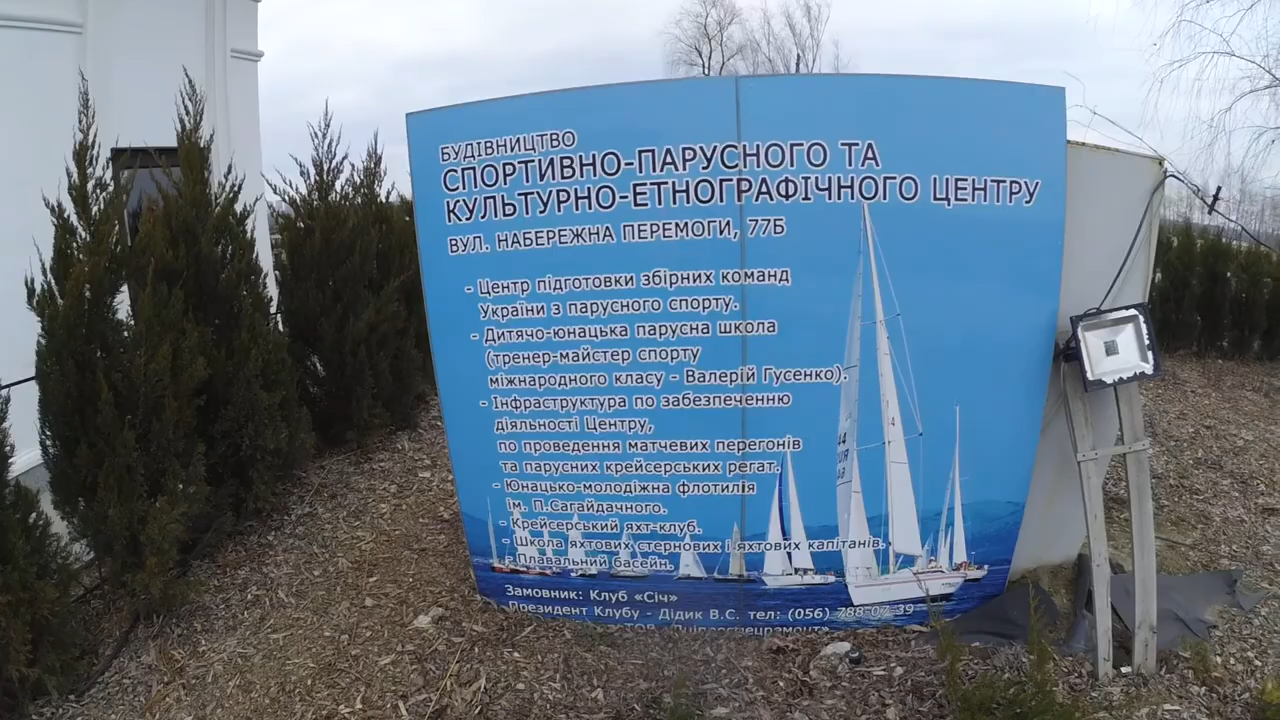 БУДІВНИЦТВО
СПОРТИВНО-ПАРУСНОГО ТА
КУЛЬТУРНО-ЕТНОГРАФІЧНОГО ЦЕНТРУ
ВУЛ. НАБЕРЕЖНА ПЕРЕМОГИ, 77Б
- Центр підготовки збірних команд
України з парусного спорту.
- Дитячо-юнацька парусна школа
(тренер-майстер спорту
міжнародного класу - Валерій Гусенко).
- Інфраструктура по забезпеченню
діяльності Центру,
по проведення матчевих перегонів
та парусних крейсерських регат.
- Юнацько-молодіжна флотилія
ім. П.Сагайдачного.
- Крейсерський яхт-клуб.
- Школа яхтових стернових і яхтових капітанів.
- Плавальний басейн.
Замовник: Клуб «Січ»
Президент Клубу - Дідик В.С. тел: (056) 788-07-39
ТОВ «Дніпроспецремонт»